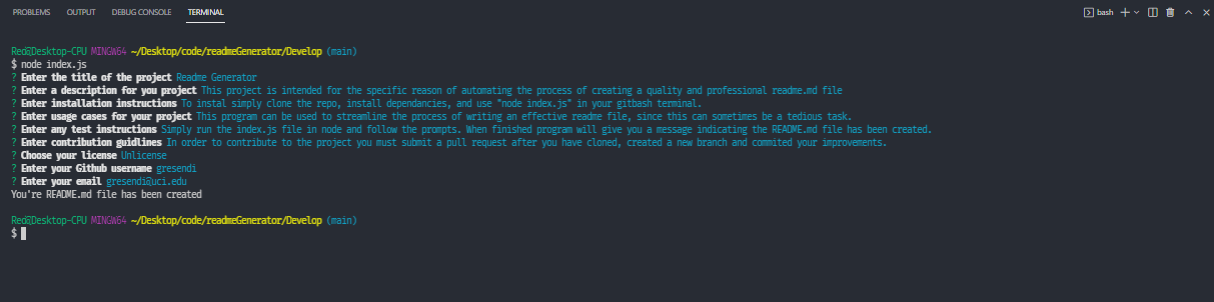 PROBLEMS OUTPUT DEBUG CONSOLE TERMINAL bash
Red@Desktop-CPU MINGW64 ~/Desktop/code/readmeGenerator/Develop (main)
$ node index.js
? Enter the title of the project Readme Generator
? Enter a description for you project This project is intended for the specific reason of automating the process of creating a quality and professional readme.md file
? Enter installation instructions To instal simply clone the repo, install dependancies, and use "node index.js" in your gitbash terminal.
? Enter usage cases for your project This program can be used to streamline the process of writing an effective readme file, since this can sometimes be a tedious task.
? Enter any test instructions Simply run the index.js file in node and follow the prompts. When finished program will give you a message indicating the README.md file has been created.
? Enter contribution guidlines In order to contribute to the project you must submit a pull request after you have cloned, created a new branch and commited your improvements.
? Choose your license Unlicense
? Enter your Github username gresendi
? Enter your email gresendi@uci.edu
You're README.md file has been created
Red@Desktop-CPU MINGW64 ~/Desktop/code/readmeGenerator/Develop (main)
$